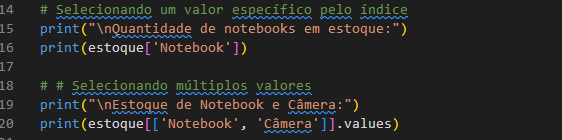 14 # Selecionando um valor específico pelo índice
15 print("\nQuantidade de notebooks em estoque:")
16 print(estoque['Notebook'])
17
18 # # Selecionando múltiplos valores
19 print("\nEstoque de Notebook e Câmera:")
20 print(estoque[['Notebook', 'Câmera']].values)